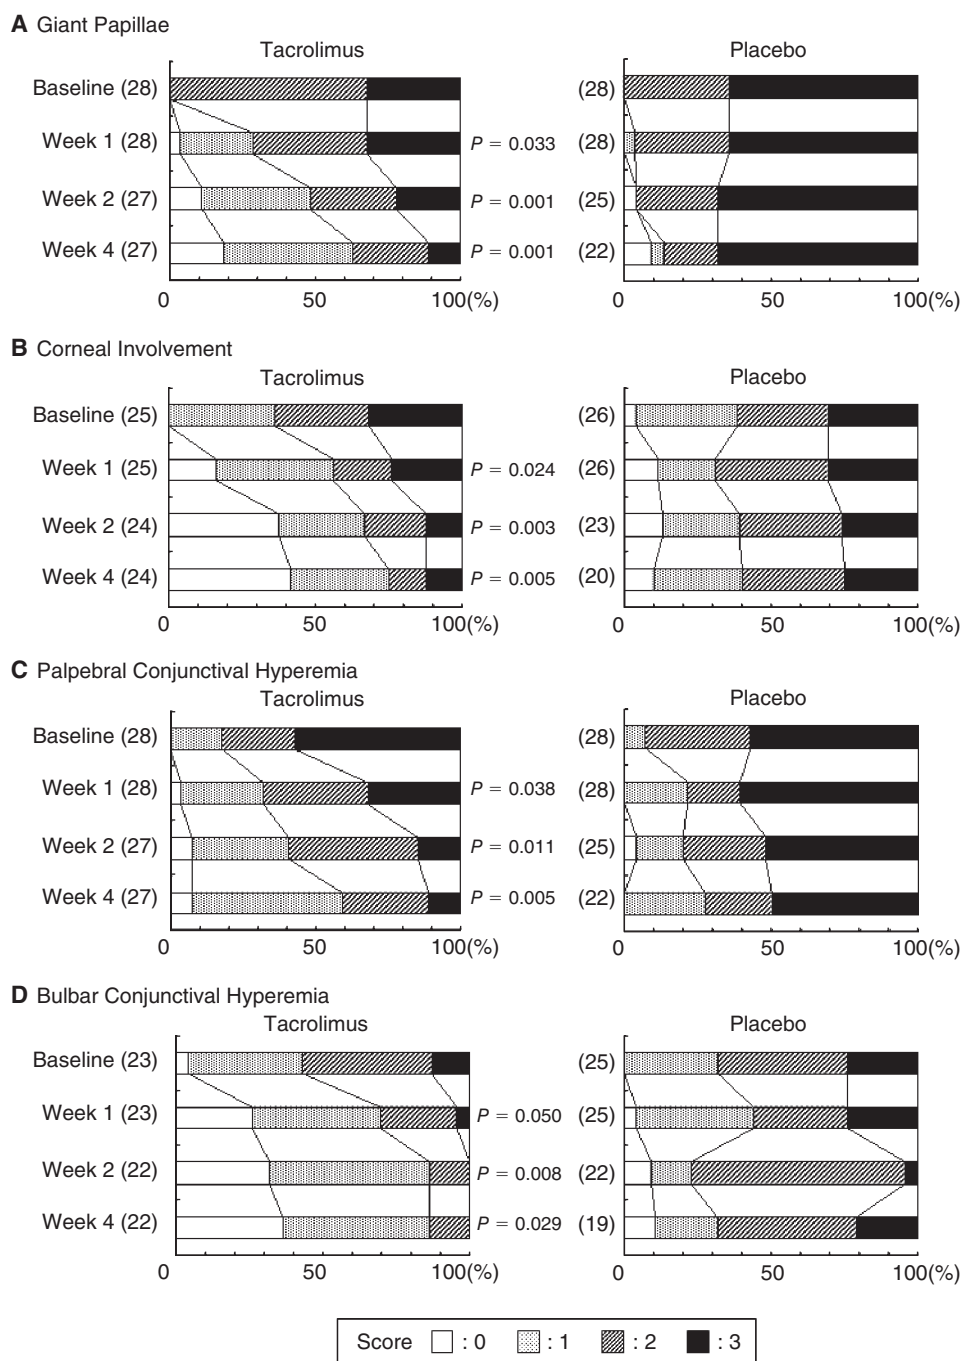 A Giant Papillae
Tacrolimus Placebo
Baseline (28) (28)
Week 1 (28) P = 0.033 (28)
Week 2 (27) P = 0.001 (25)
Week 4 (27) P = 0.001 (22)
0 50 100(%) 0 50 100(%)
B Corneal Involvement
Tacrolimus Placebo
Baseline (25) (26)
Week 1 (25) P = 0.024 (26)
Week 2 (24) P = 0.003 (23)
Week 4 (24) P = 0.005 (20)
0 50 100(%) 0 50 100(%)
C Palpebral Conjunctival Hyperemia
Tacrolimus Placebo
Baseline (28) (28)
Week 1 (28) P = 0.038 (28)
Week 2 (27) P = 0.011 (25)
Week 4 (27) P = 0.005 (22)
0 50 100(%) 0 50 100(%)
D Bulbar Conjunctival Hyperemia
Tacrolimus Placebo
Baseline (23) (25)
Week 1 (23) P = 0.050 (25)
Week 2 (22) P = 0.008 (22)
Week 4 (22) P = 0.029 (19)
0 50 100(%) 0 50 100(%)
Score : 0 : 1 : 2 : 3